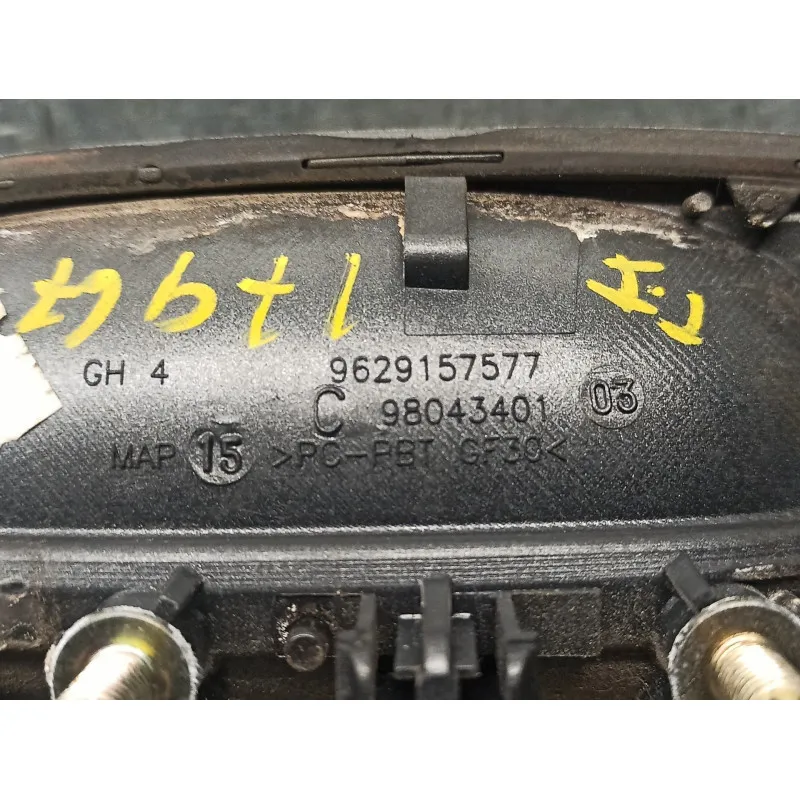 GH 4 9629157577
C 98043401 03
MAP 15 >PC-PBT GF30<